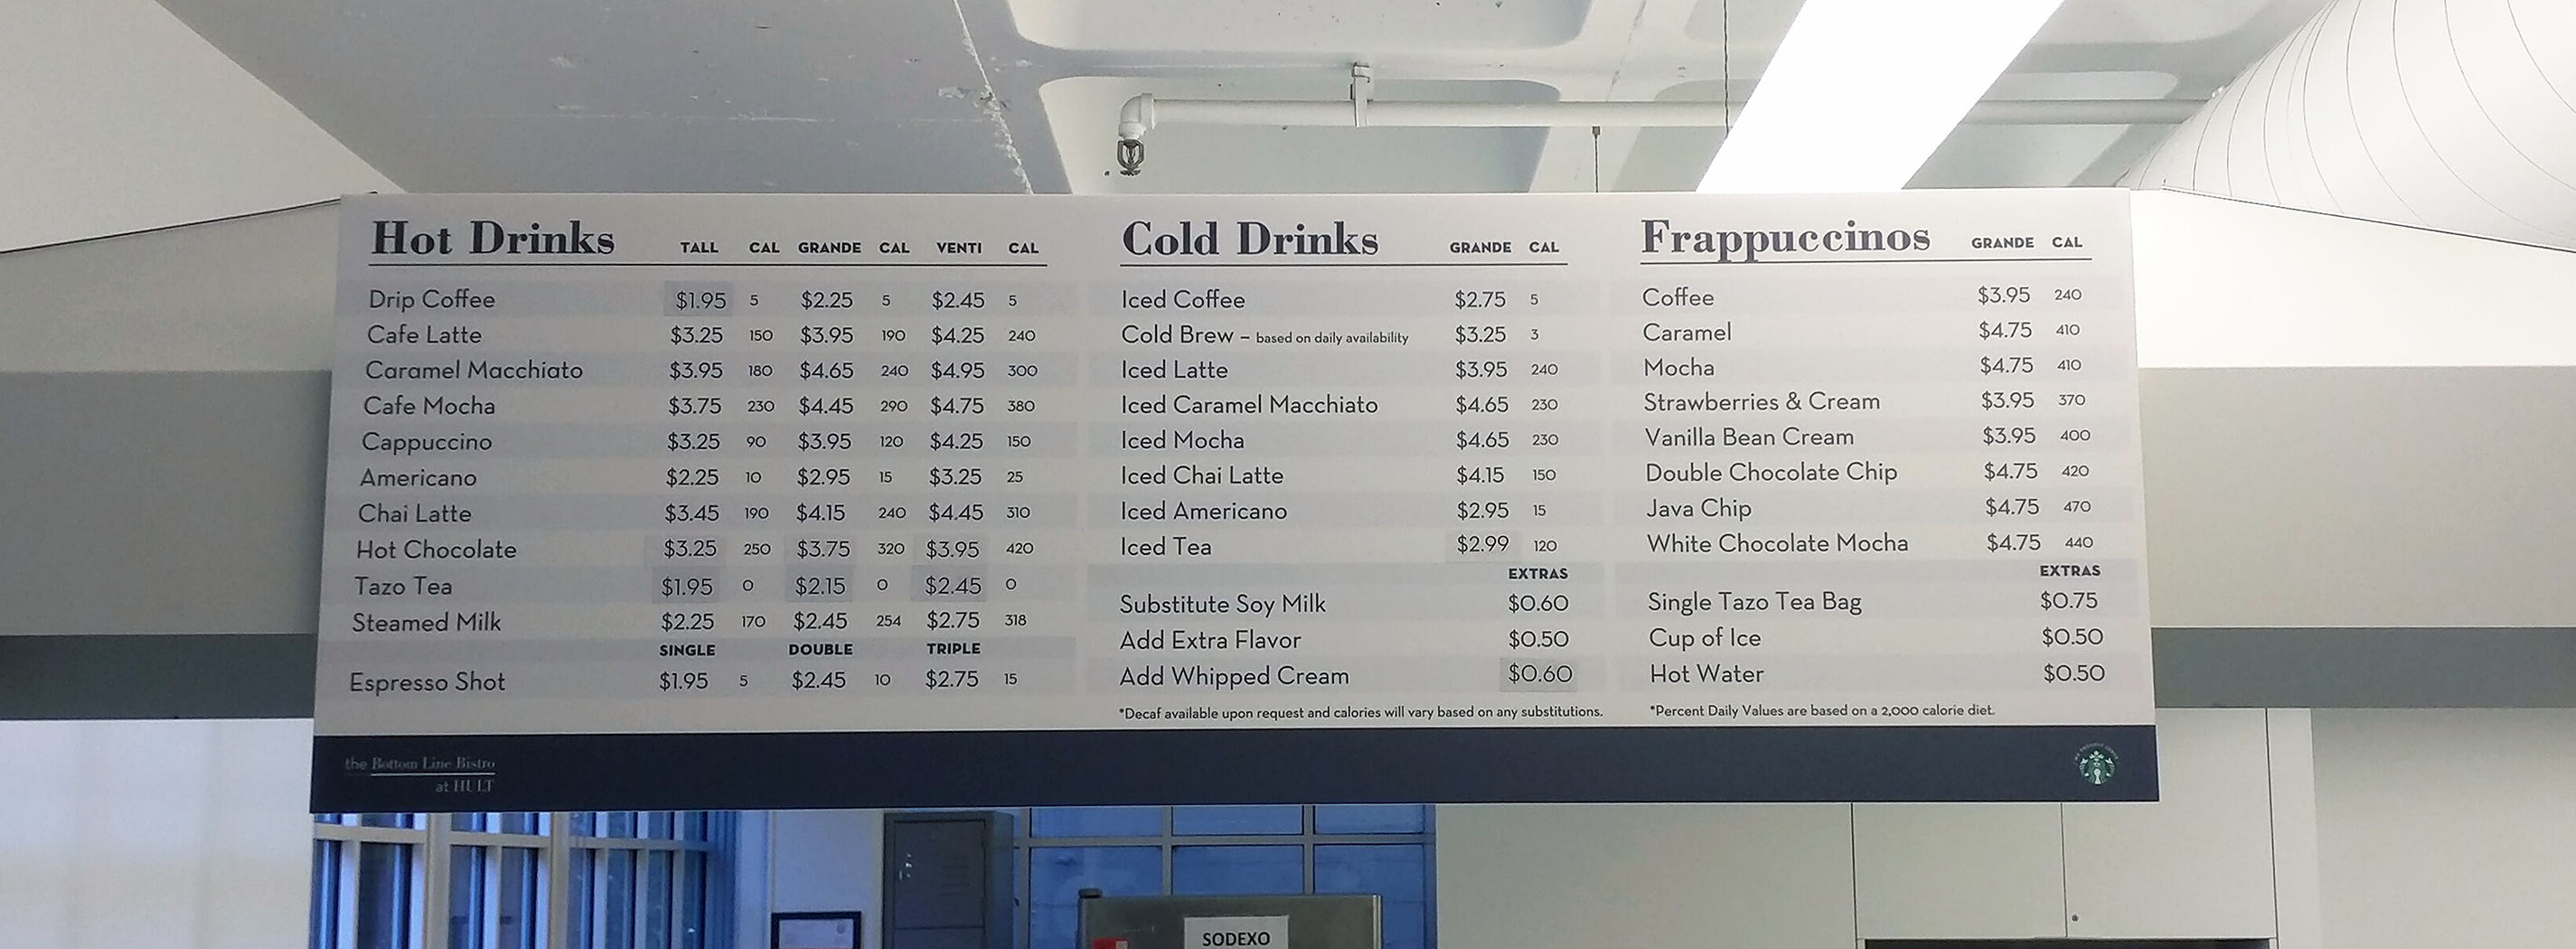 Hot Drinks TALL CAL GRANDE CAL VENTI CAL
Drip Coffee $1.95 5 $2.25 5 $2.45 5
Cafe Latte $3.25 150 $3.95 190 $4.25 240
Caramel Macchiato $3.95 180 $4.65 240 $4.95 300
Cafe Mocha $3.75 230 $4.45 290 $4.75 380
Cappuccino $3.25 90 $3.95 120 $4.25 150
Americano $2.25 10 $2.95 15 $3.25 25
Chai Latte $3.45 190 $4.15 240 $4.45 310
Hot Chocolate $3.25 250 $3.75 320 $3.95 420
Tazo Tea $1.95 0 $2.15 0 $2.45 0
Steamed Milk $2.25 170 $2.45 254 $2.75 318
SINGLE DOUBLE TRIPLE
Espresso Shot $1.95 5 $2.45 10 $2.75 15
Cold Drinks GRANDE CAL
Iced Coffee $2.75 5
Cold Brew – based on daily availability $3.25 3
Iced Latte $3.95 240
Iced Caramel Macchiato $4.65 230
Iced Mocha $4.65 230
Iced Chai Latte $4.15 150
Iced Americano $2.95 15
Iced Tea $2.99 120
EXTRAS
Substitute Soy Milk $0.60
Add Extra Flavor $0.50
Add Whipped Cream $0.60
*Decaf available upon request and calories will vary based on any substitutions.
Frappuccinos GRANDE CAL
Coffee $3.95 240
Caramel $4.75 410
Mocha $4.75 410
Strawberries & Cream $3.95 370
Vanilla Bean Cream $3.95 400
Double Chocolate Chip $4.75 420
Java Chip $4.75 470
White Chocolate Mocha $4.75 440
EXTRAS
Single Tazo Tea Bag $0.75
Cup of Ice $0.50
Hot Water $0.50
*Percent Daily Values are based on a 2,000 calorie diet.
the Bottom Line Bistro
at HULT
SODEXO